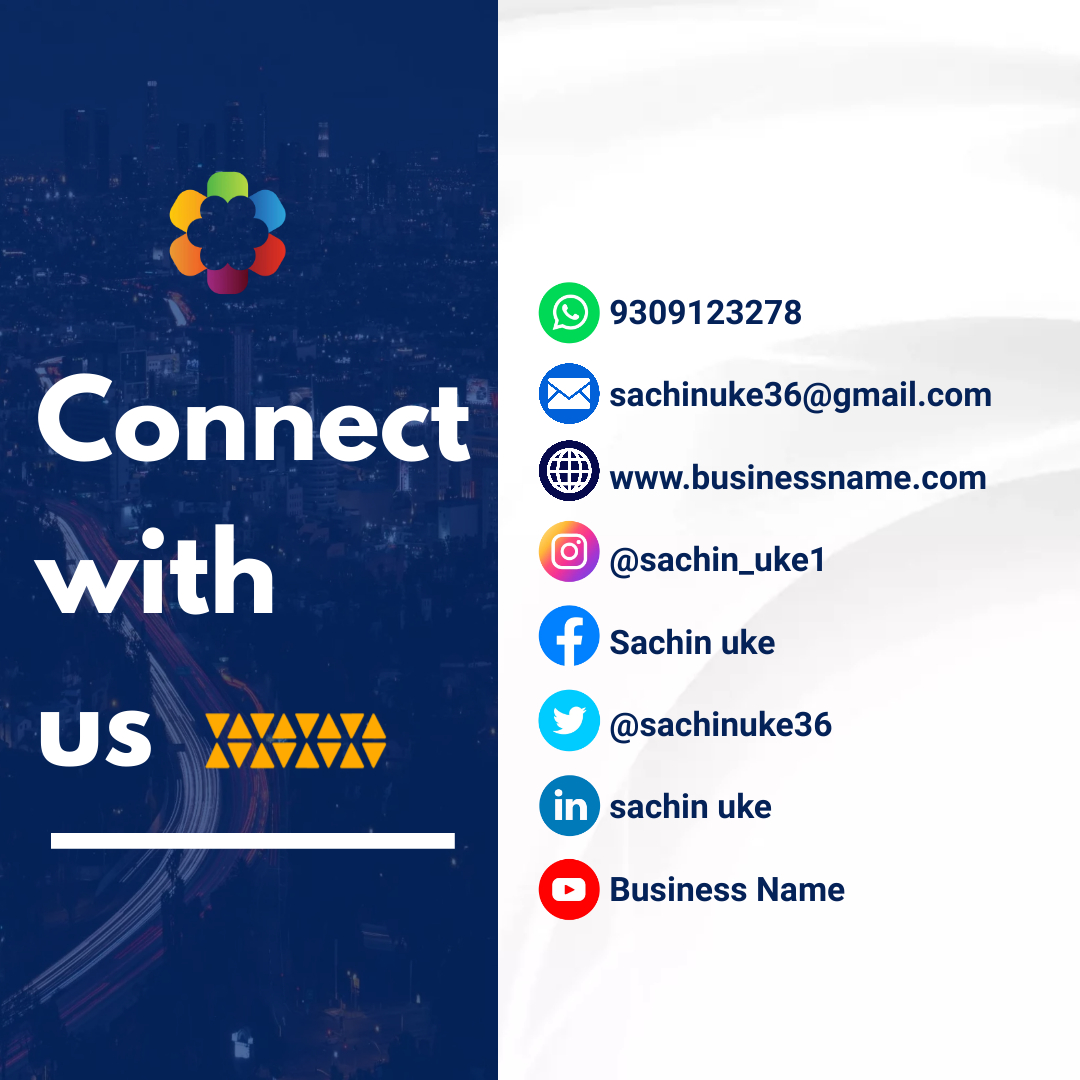 Connect
with
us
9309123278
sachinuke36@gmail.com
www.businessname.com
@sachin_uke1
Sachin uke
@sachinuke36
sachin uke
Business Name